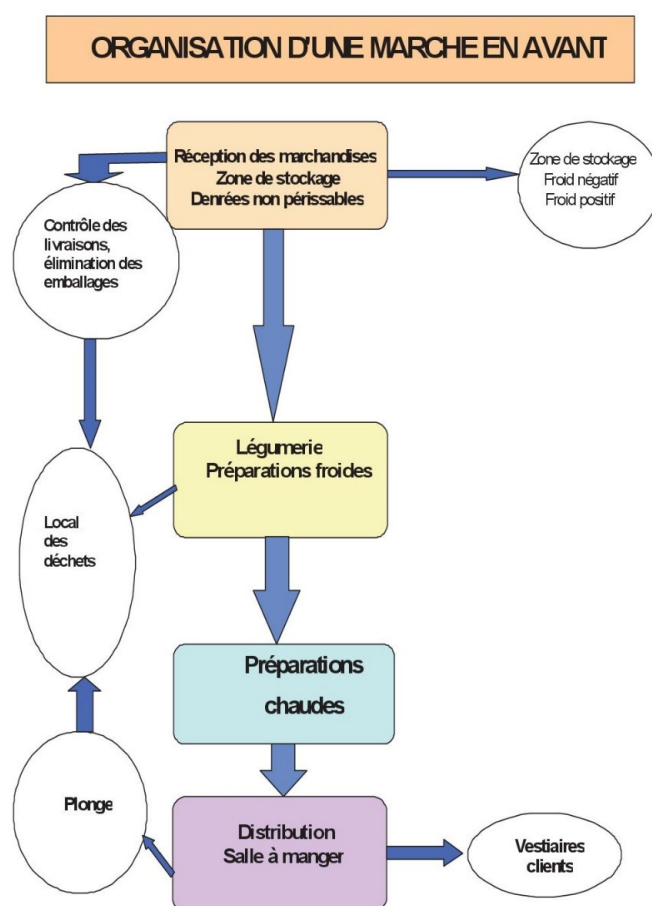 ORGANISATION D'UNE MARCHE EN AVANT
Réception des marchandises
Zone de stockage
Denrées non périssables
Zone de stockage
Froid négatif
Froid positif
Contrôle des
livraisons,
élimination des
emballages
Légumerie
Préparations froides
Local
des
déchets
Préparations
chaudes
Plonge
Distribution
Salle à manger
Vestiaires
clients